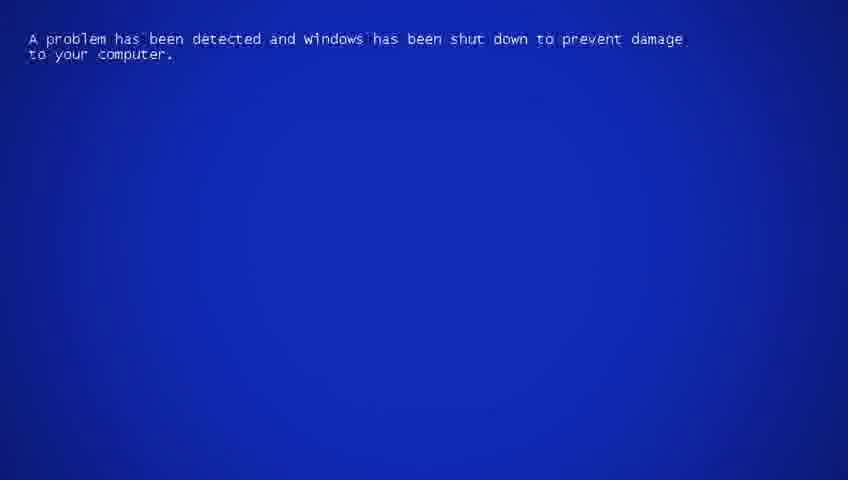 A problem has been detected and Windows has been shut down to prevent damage
to your computer.